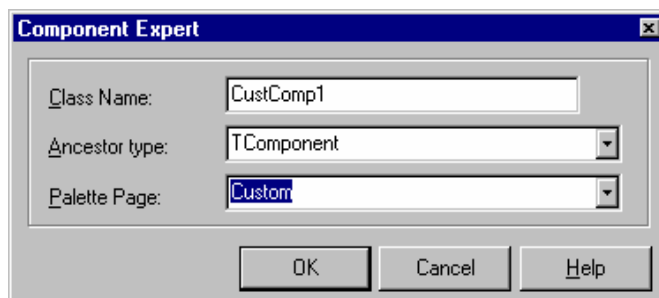 Component Expert
Class Name: CustComp1
Ancestor type: TComponent
Palette Page: Custom
OK Cancel Help